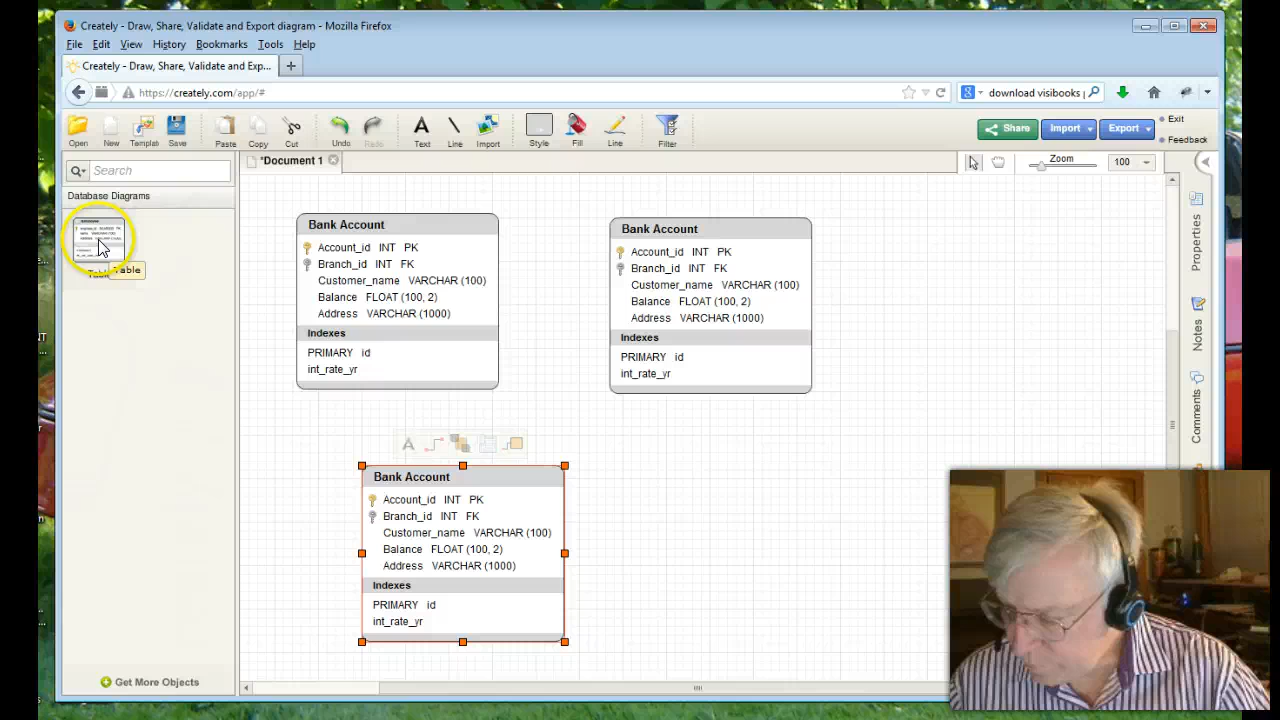 Creately - Draw, Share, Validate and Export diagram - Mozilla Firefox
File Edit View History Bookmarks Tools Help
Creately - Draw, Share, Validate and Exp...
https://creately.com/app/#
download visibooks
Open New Template Save Paste Copy Cut Undo Redo Text Line Import Style Fill Line Filter
Share Import Export
Exit
Feedback
Search
*Document 1
Zoom
100
Database Diagrams
Table
Bank Account
Account_id INT PK
Branch_id INT FK
Customer_name VARCHAR (100)
Balance FLOAT (100, 2)
Address VARCHAR (1000)
Indexes
PRIMARY id
int_rate_yr
Bank Account
Account_id INT PK
Branch_id INT FK
Customer_name VARCHAR (100)
Balance FLOAT (100, 2)
Address VARCHAR (1000)
Indexes
PRIMARY id
int_rate_yr
Bank Account
Account_id INT PK
Branch_id INT FK
Customer_name VARCHAR (100)
Balance FLOAT (100, 2)
Address VARCHAR (1000)
Indexes
PRIMARY id
int_rate_yr
Properties
Notes
Comments
Get More Objects